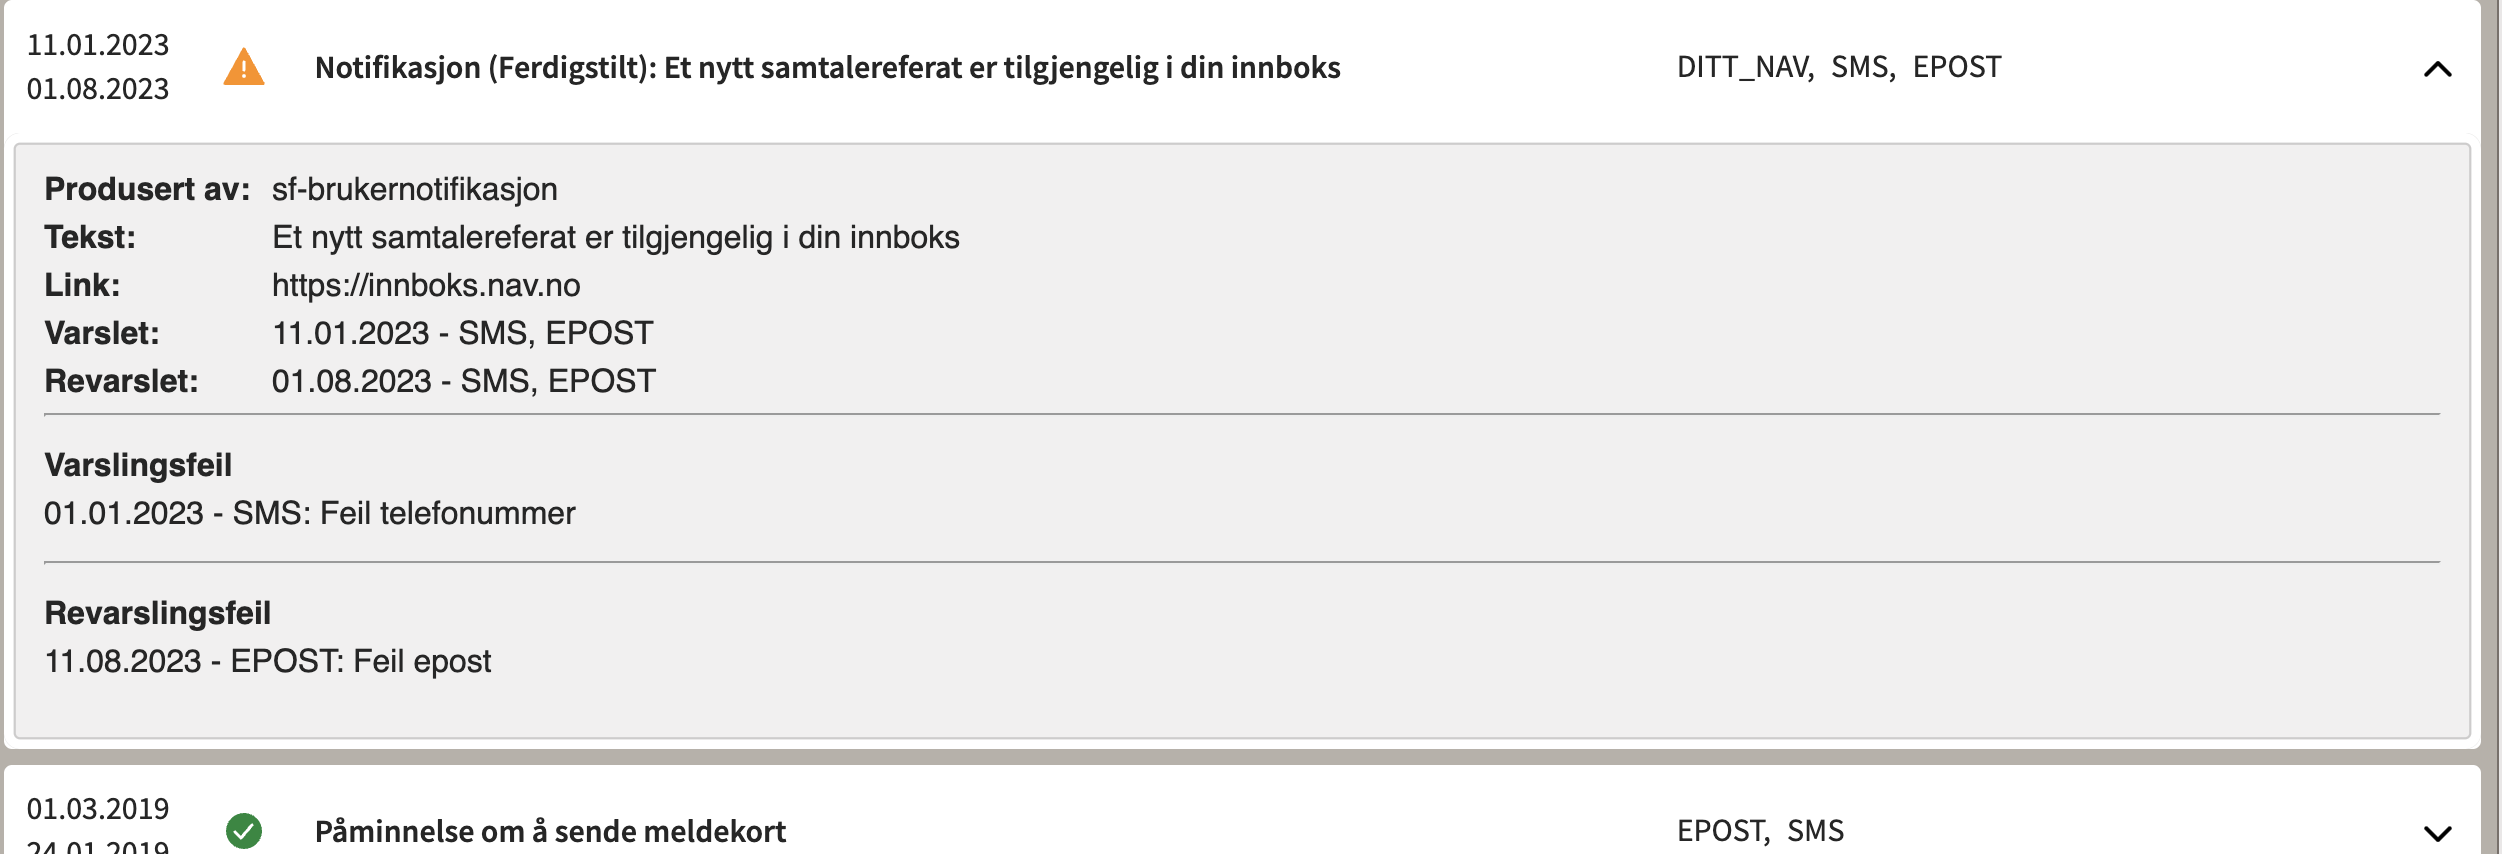 11.01.2023
01.08.2023
Notifikasjon (Ferdigstilt): Et nytt samtalereferat er tilgjengelig i din innboks
DITT_NAV, SMS, EPOST
Produsert av: sf-brukernotifikasjon
Tekst: Et nytt samtalereferat er tilgjengelig i din innboks
Link: https://innboks.nav.no
Varslet: 11.01.2023 - SMS, EPOST
Revarslet: 01.08.2023 - SMS, EPOST
Varslingsfeil
01.01.2023 - SMS: Feil telefonummer
Revarslingsfeil
11.08.2023 - EPOST: Feil epost
01.03.2019
24.01.2019
Påminnelse om å sende meldekort
EPOST, SMS